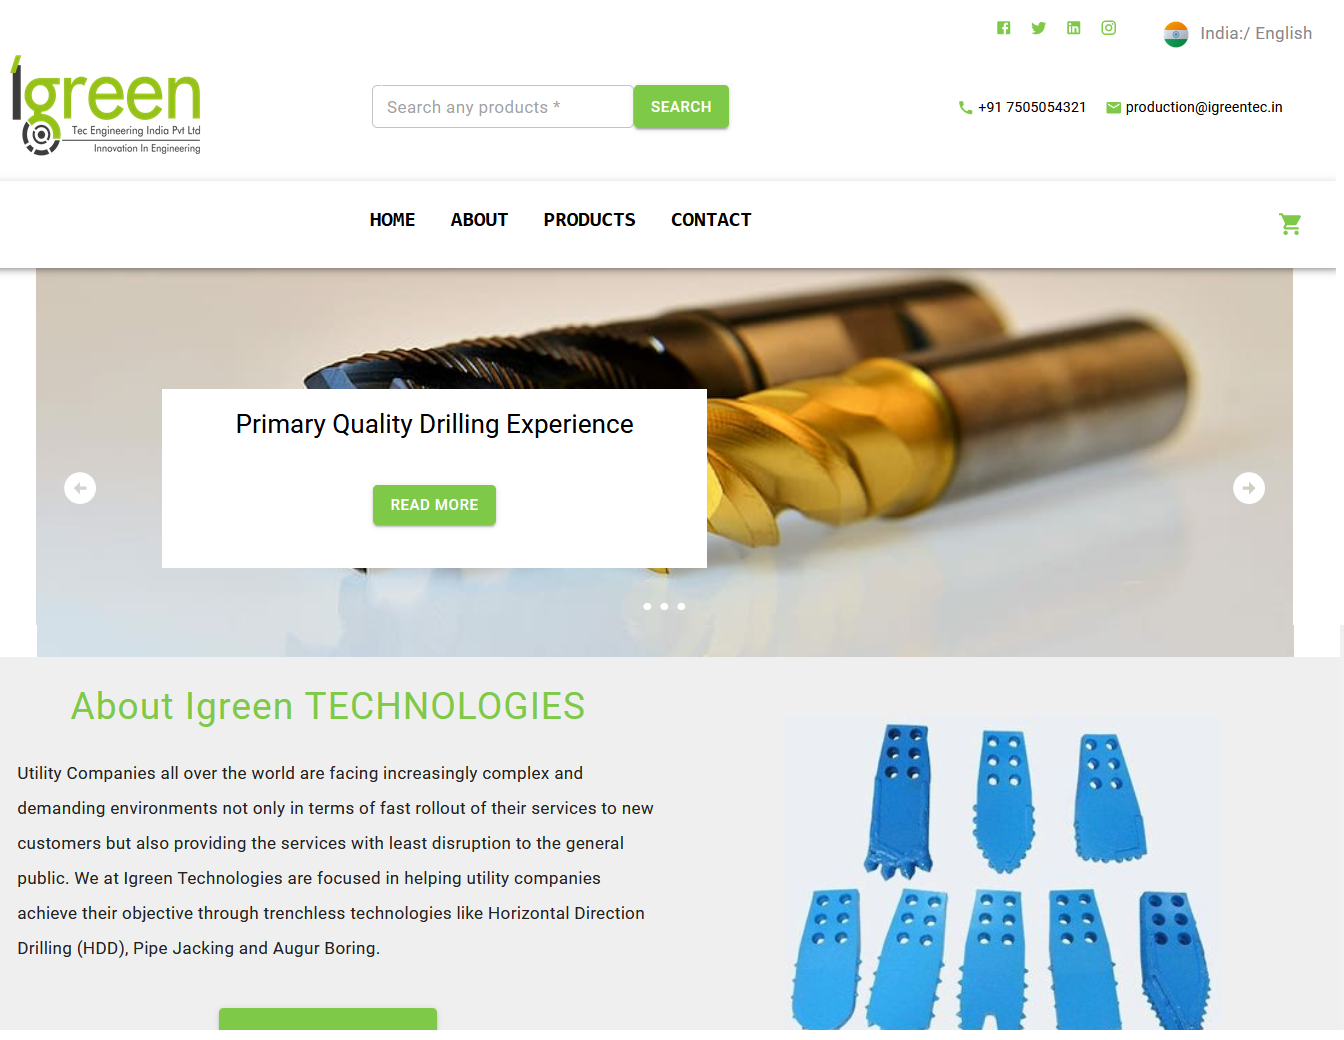 India:/ English
Igreen
Tec Engineering India Pvt Ltd
Innovation In Engineering
Search any products *
SEARCH
+91 7505054321
production@igreentec.in
HOME
ABOUT
PRODUCTS
CONTACT
Primary Quality Drilling Experience
READ MORE
About Igreen TECHNOLOGIES
Utility Companies all over the world are facing increasingly complex and
demanding environments not only in terms of fast rollout of their services to new
customers but also providing the services with least disruption to the general
public. We at Igreen Technologies are focused in helping utility companies
achieve their objective through trenchless technologies like Horizontal Direction
Drilling (HDD), Pipe Jacking and Augur Boring.